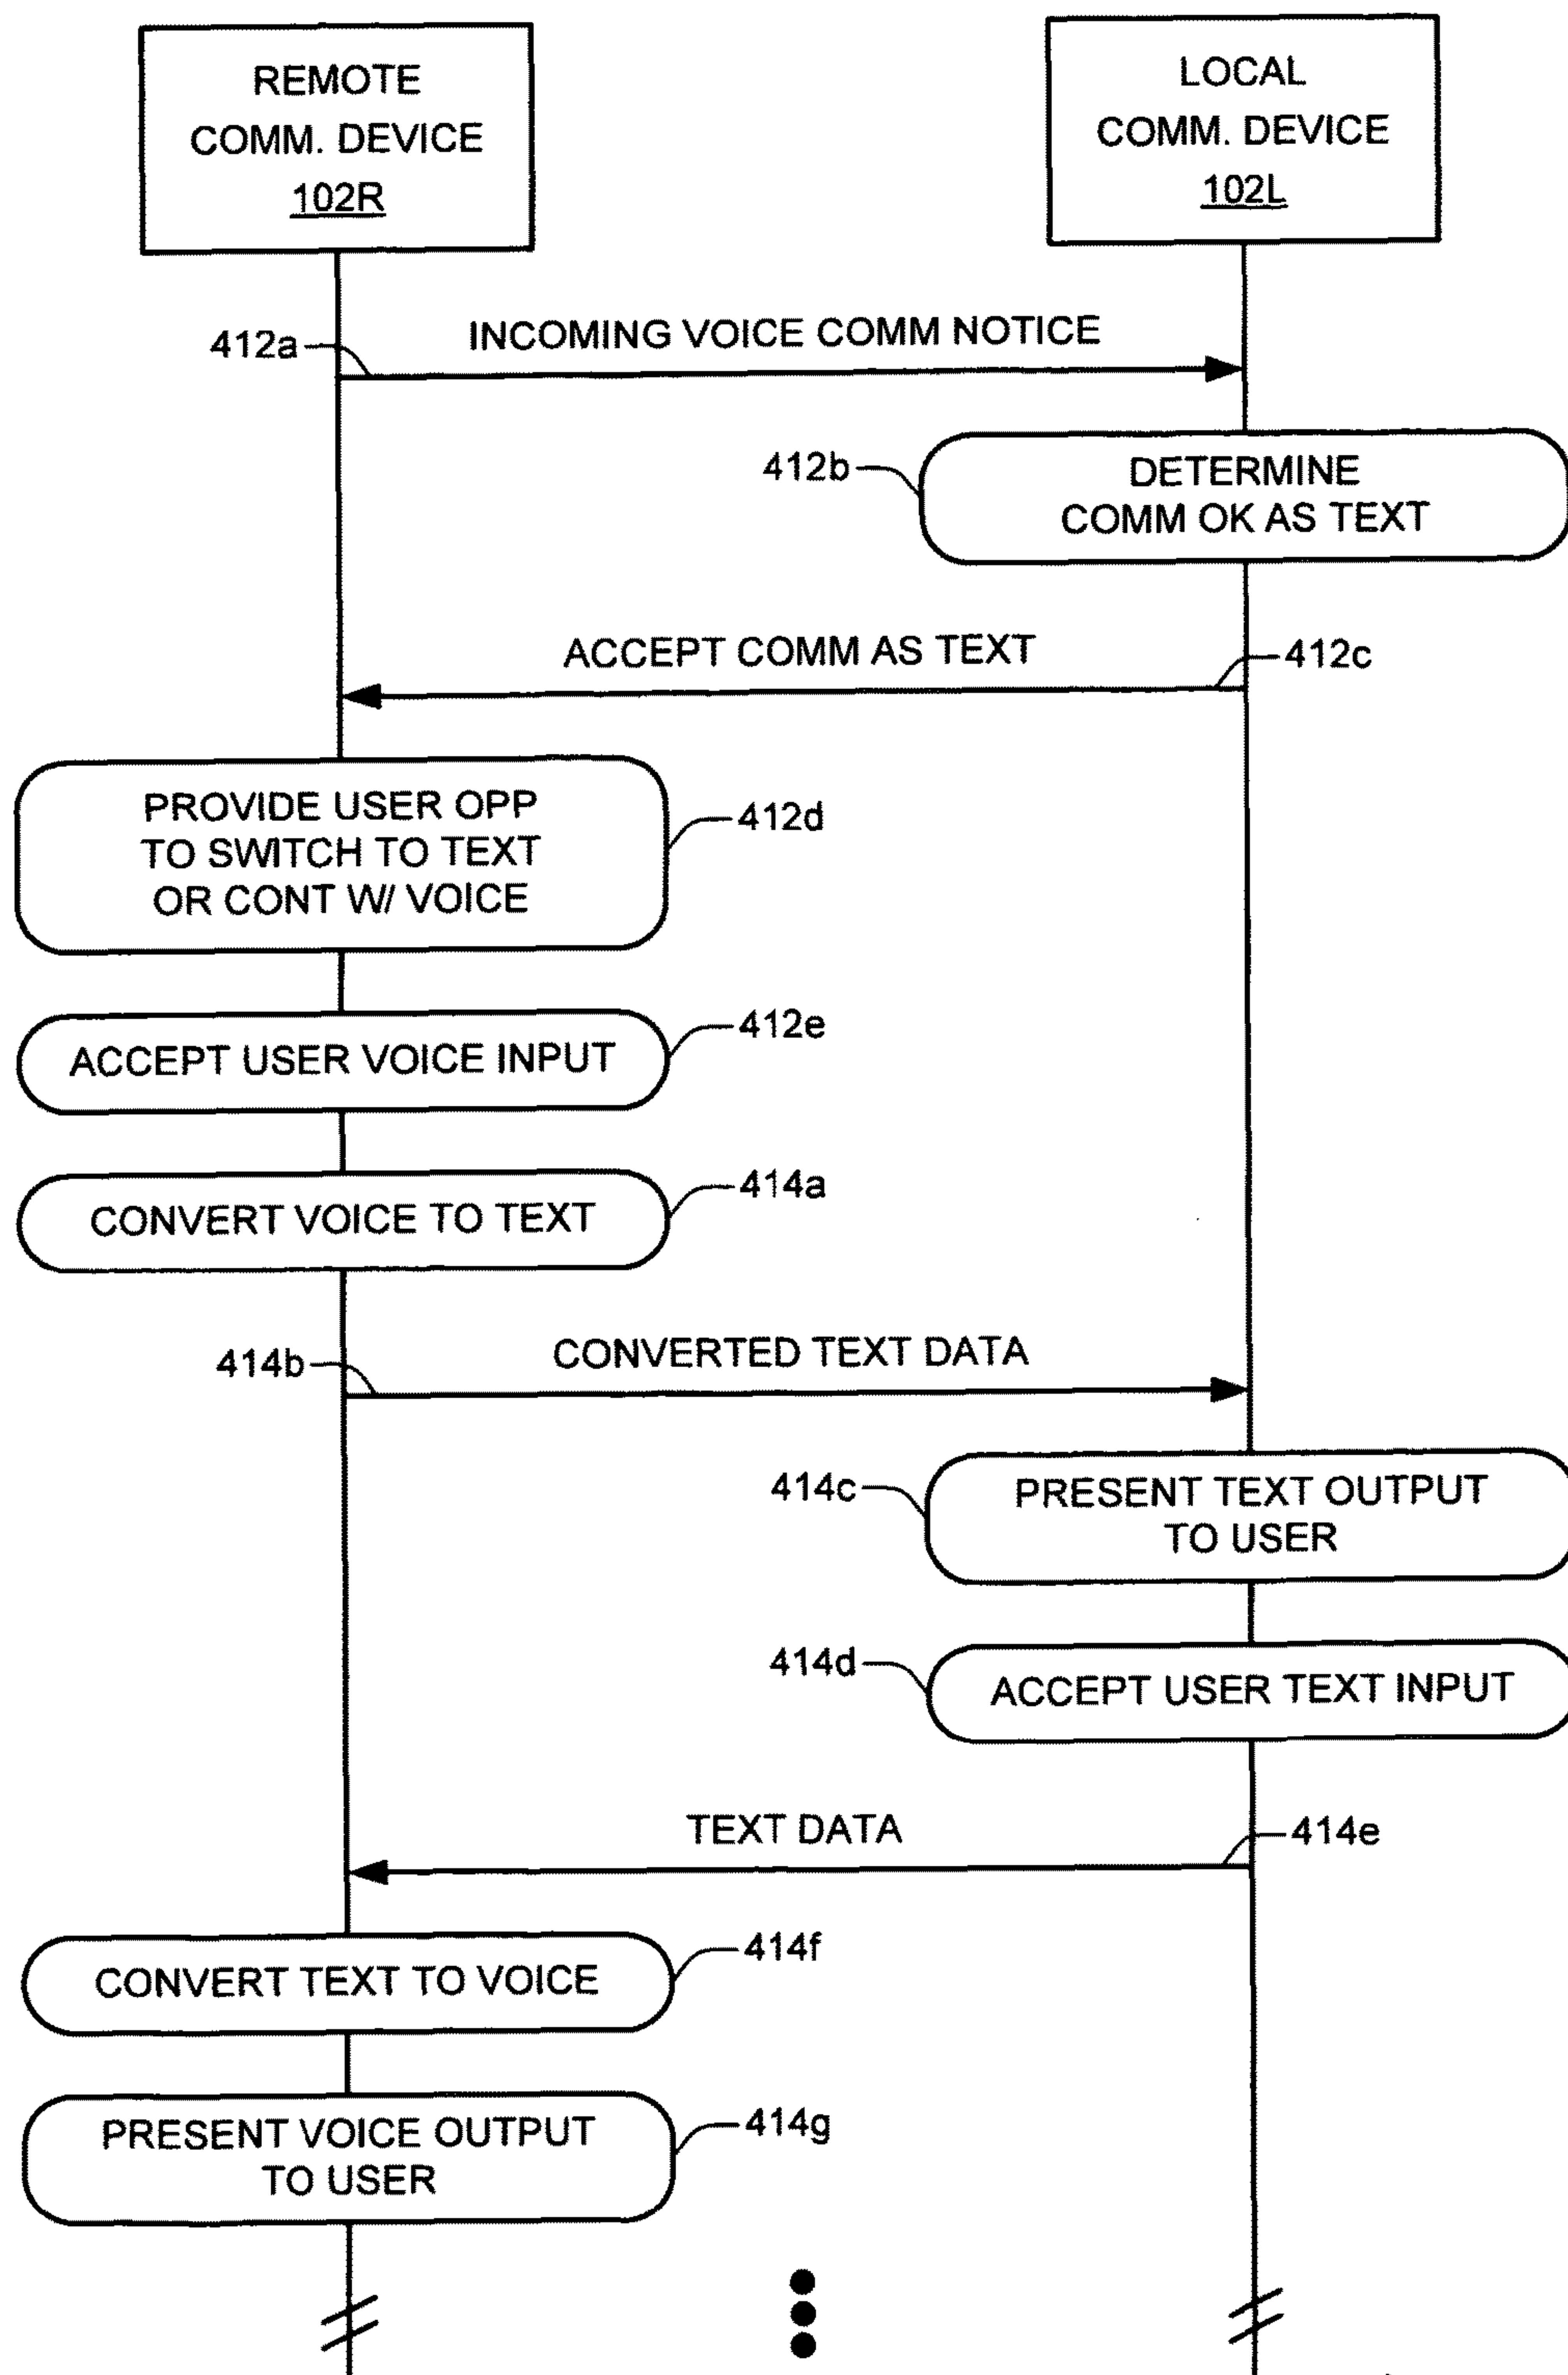 REMOTE
COMM. DEVICE
102R
LOCAL
COMM. DEVICE
102L
412a
INCOMING VOICE COMM NOTICE
412b
DETERMINE
COMM OK AS TEXT
ACCEPT COMM AS TEXT
412c
PROVIDE USER OPP
TO SWITCH TO TEXT
OR CONT W/ VOICE
412d
ACCEPT USER VOICE INPUT
412e
CONVERT VOICE TO TEXT
414a
414b
CONVERTED TEXT DATA
414c
PRESENT TEXT OUTPUT
TO USER
414d
ACCEPT USER TEXT INPUT
TEXT DATA
414e
CONVERT TEXT TO VOICE
414f
PRESENT VOICE OUTPUT
TO USER
414g